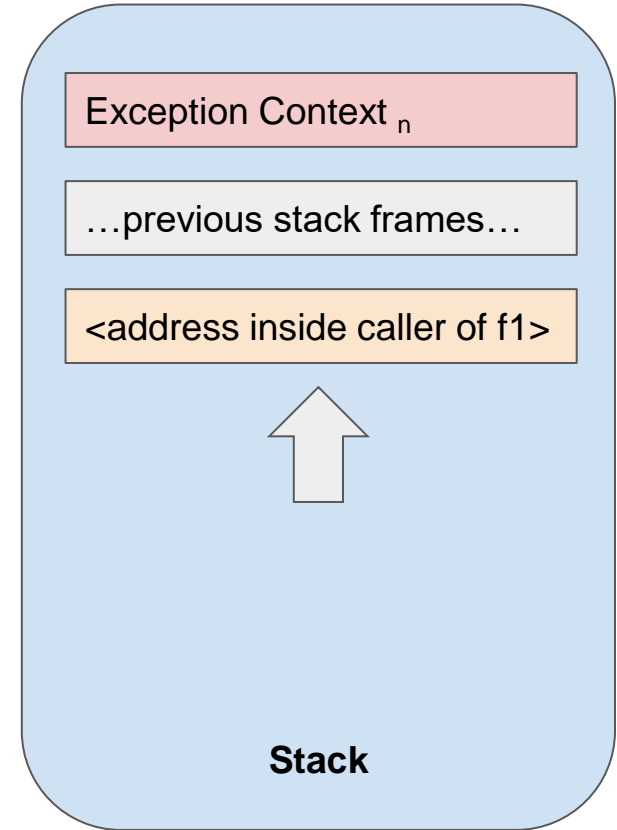 Exception Context n
…previous stack frames…
<address inside caller of f1>
Stack